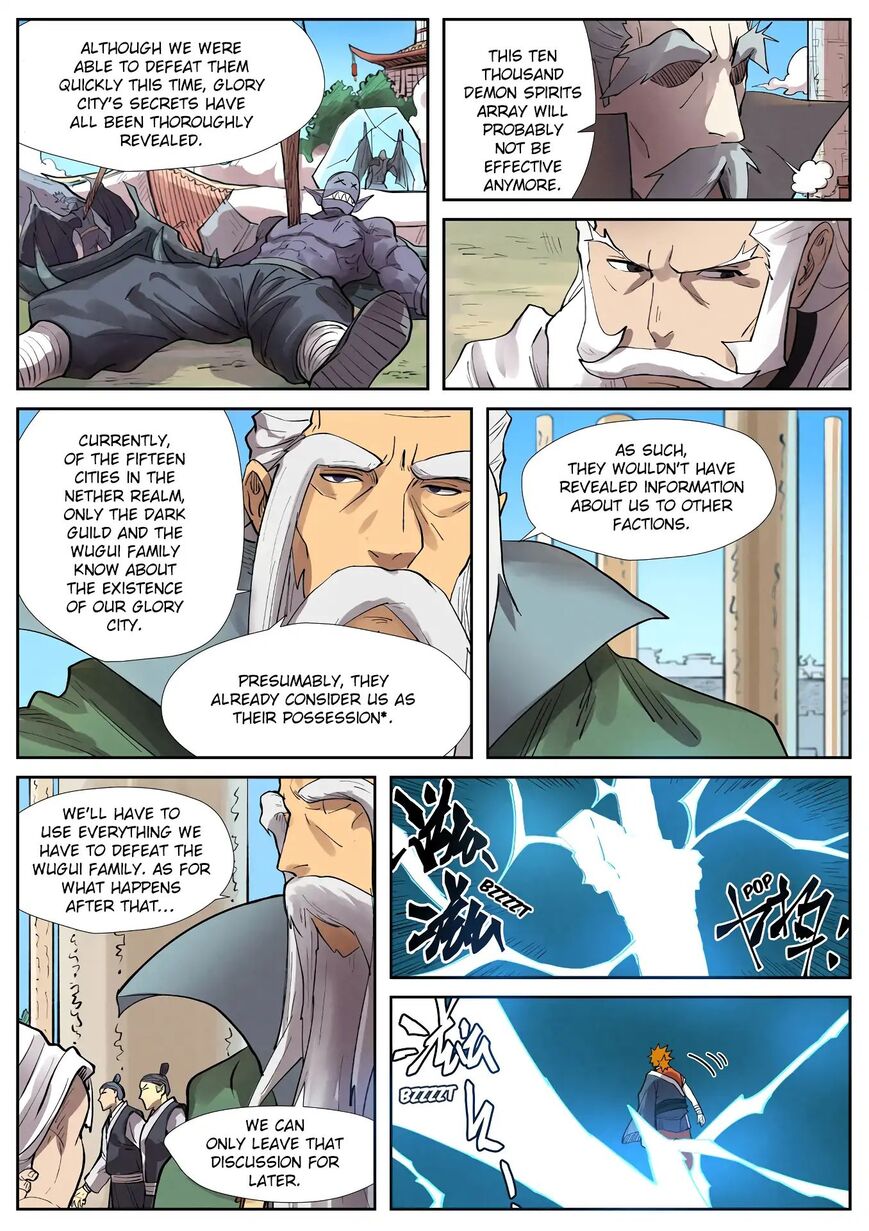 ALTHOUGH WE WERE
ABLE TO DEFEAT THEM
QUICKLY THIS TIME, GLORY
CITY'S SECRETS HAVE
ALL BEEN THOROUGHLY
REVEALED.
THIS TEN
THOUSAND
DEMON SPIRITS
ARRAY WILL
PROBABLY
NOT BE
EFFECTIVE
ANYMORE.
CURRENTLY,
OF THE FIFTEEN
CITIES IN THE
NETHER REALM,
ONLY THE DARK
GUILD AND THE
WUGUI FAMILY
KNOW ABOUT
THE EXISTENCE
OF OUR GLORY
CITY.
PRESUMABLY, THEY
ALREADY CONSIDER US AS
THEIR POSSESSION*.
AS SUCH,
THEY WOULDN'T HAVE
REVEALED INFORMATION
ABOUT US TO OTHER
FACTIONS.
WE'LL HAVE TO
USE EVERYTHING WE
HAVE TO DEFEAT THE
WUGUI FAMILY. AS FOR
WHAT HAPPENS
AFTER THAT...
WE CAN
ONLY LEAVE THAT
DISCUSSION FOR
LATER.
BZZZZZT
POP
BZZZZT